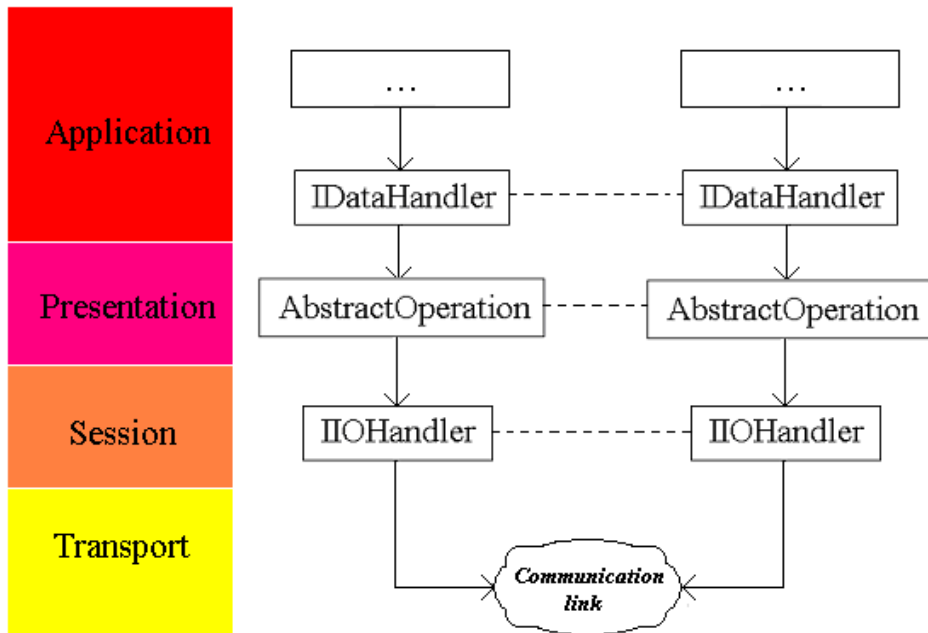 ... ...
Application
IDataHandler IDataHandler
Presentation
AbstractOperation AbstractOperation
Session
IIOHandler IIOHandler
Transport
Communication
link